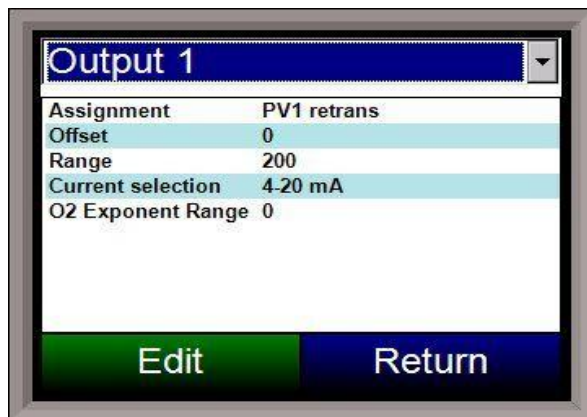 Output 1
Assignment PV1 retrans
Offset 0
Range 200
Current selection 4-20 mA
O2 Exponent Range 0
Edit Return